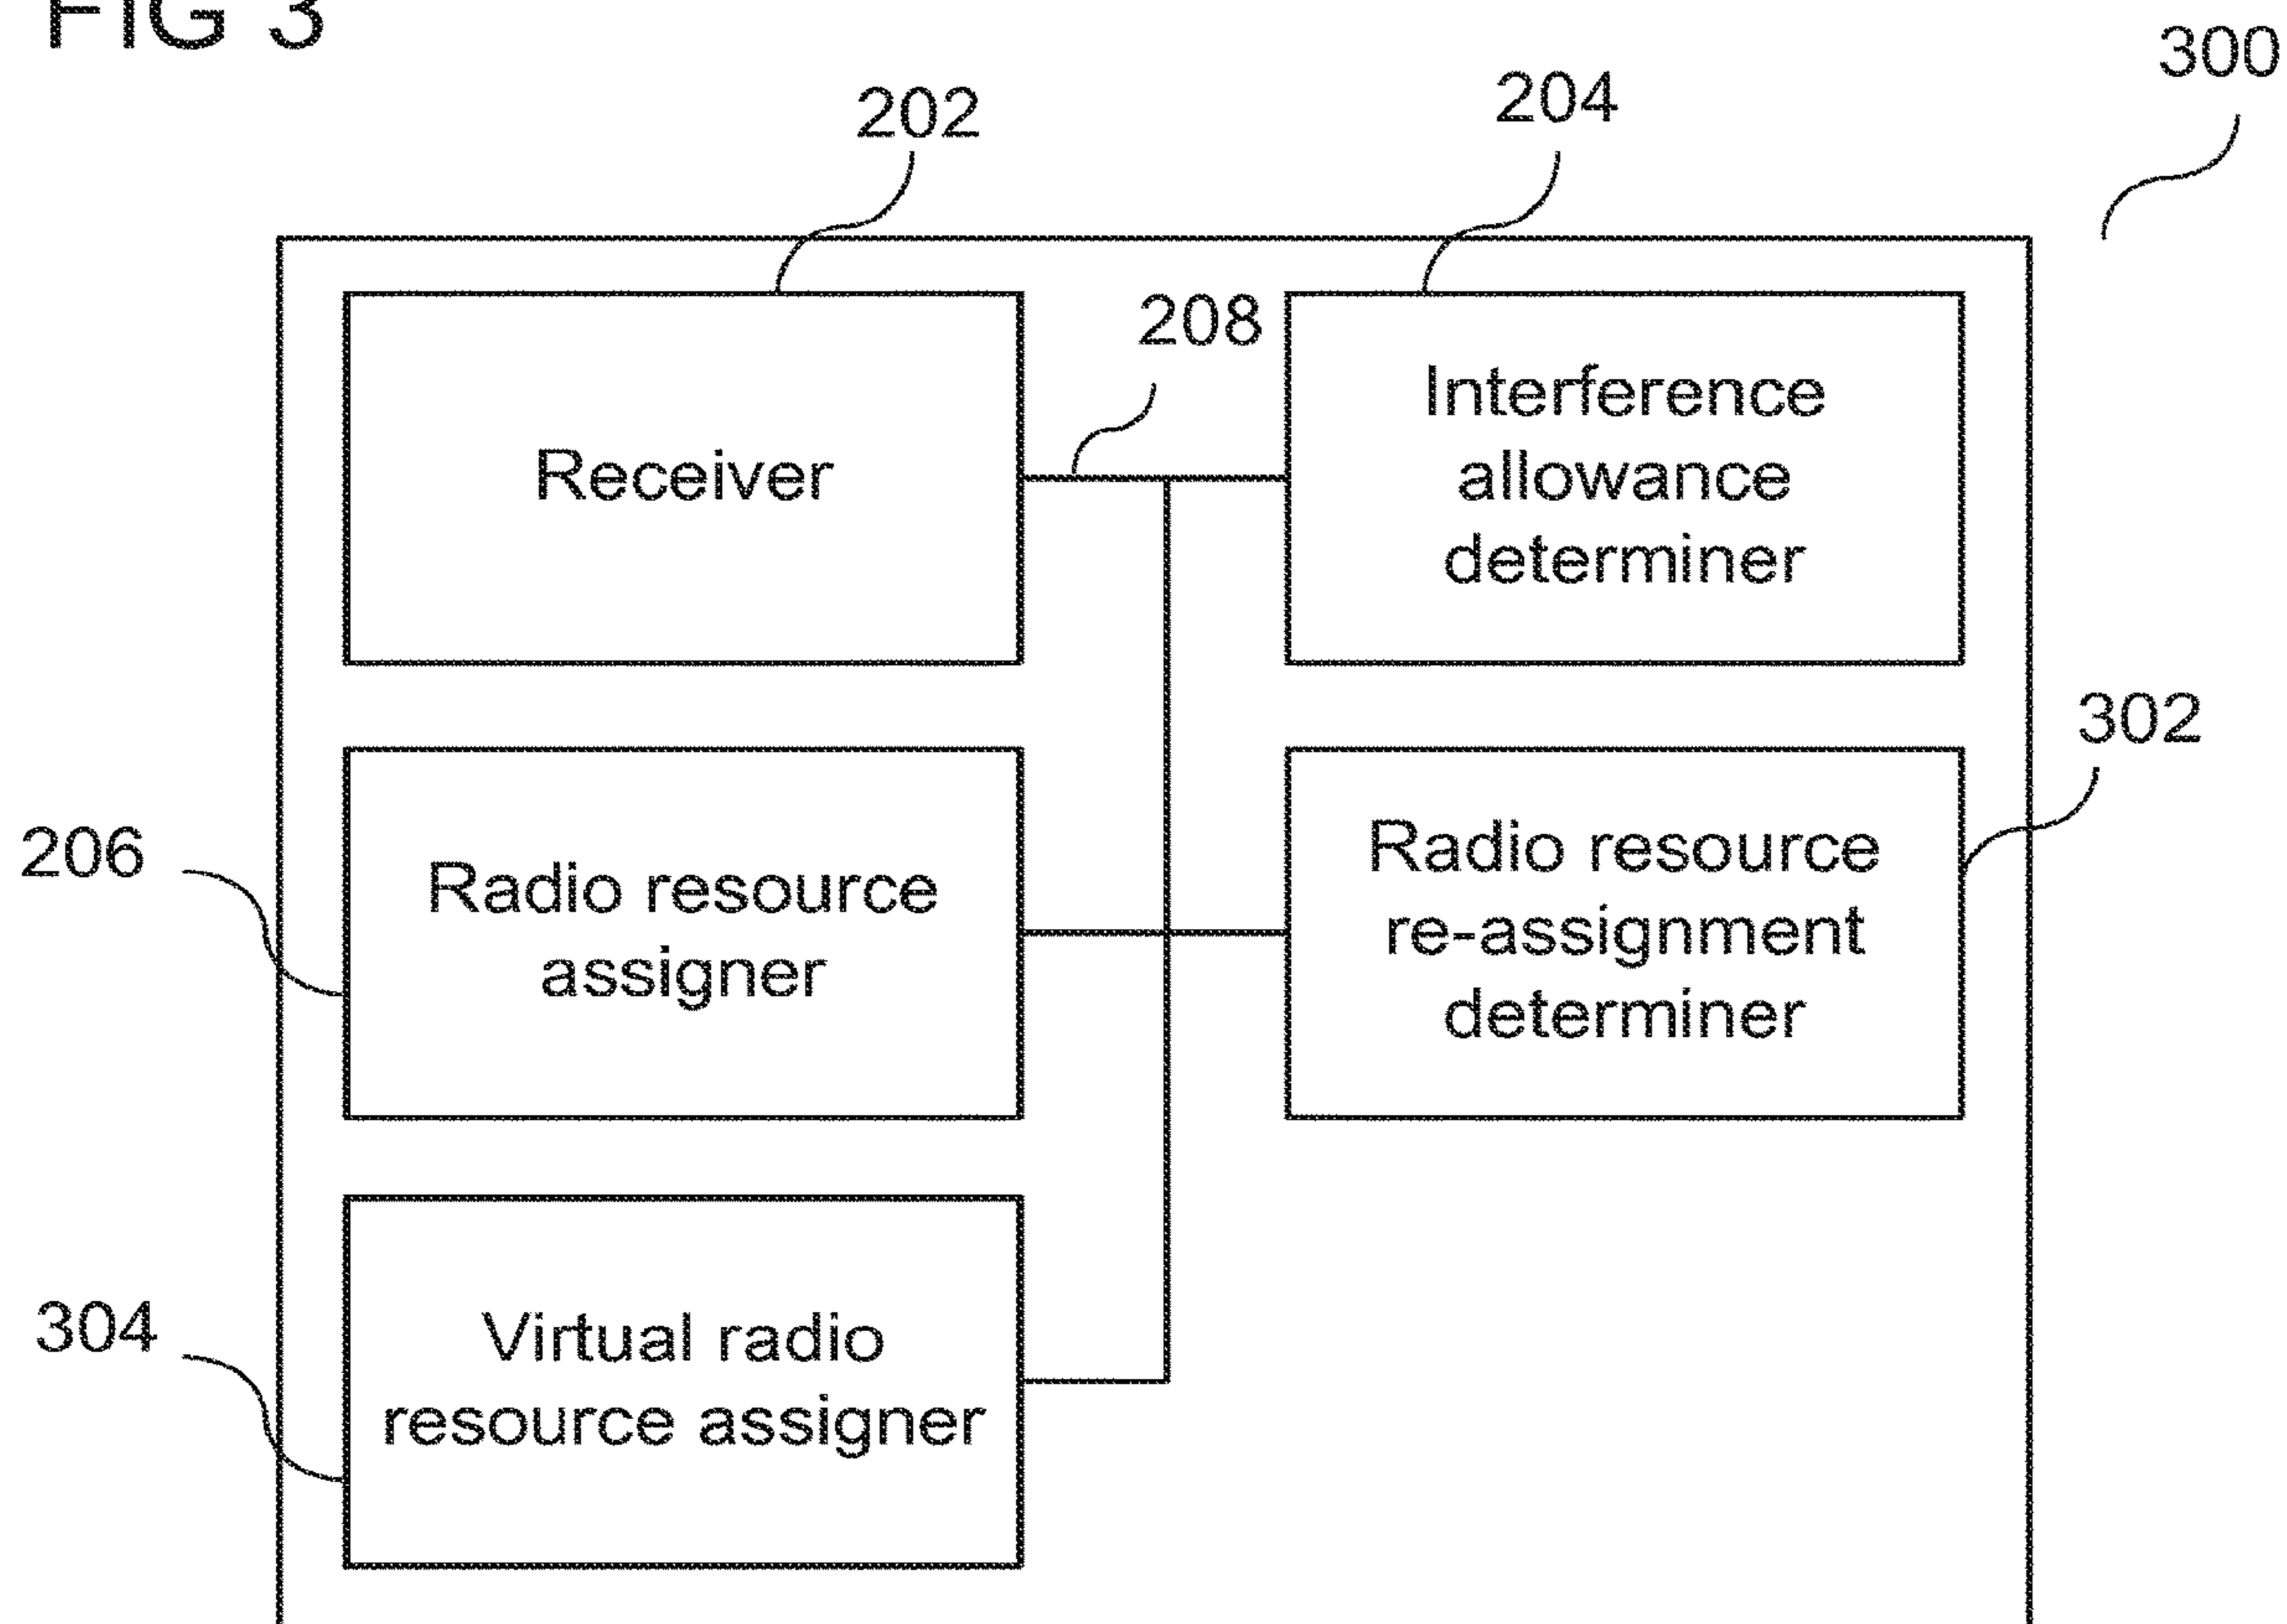 FIG 3
300
202
204
208
Receiver
Interference
allowance
determiner
302
206
Radio resource
assigner
Radio resource
re-assignment
determiner
304
Virtual radio
resource assigner